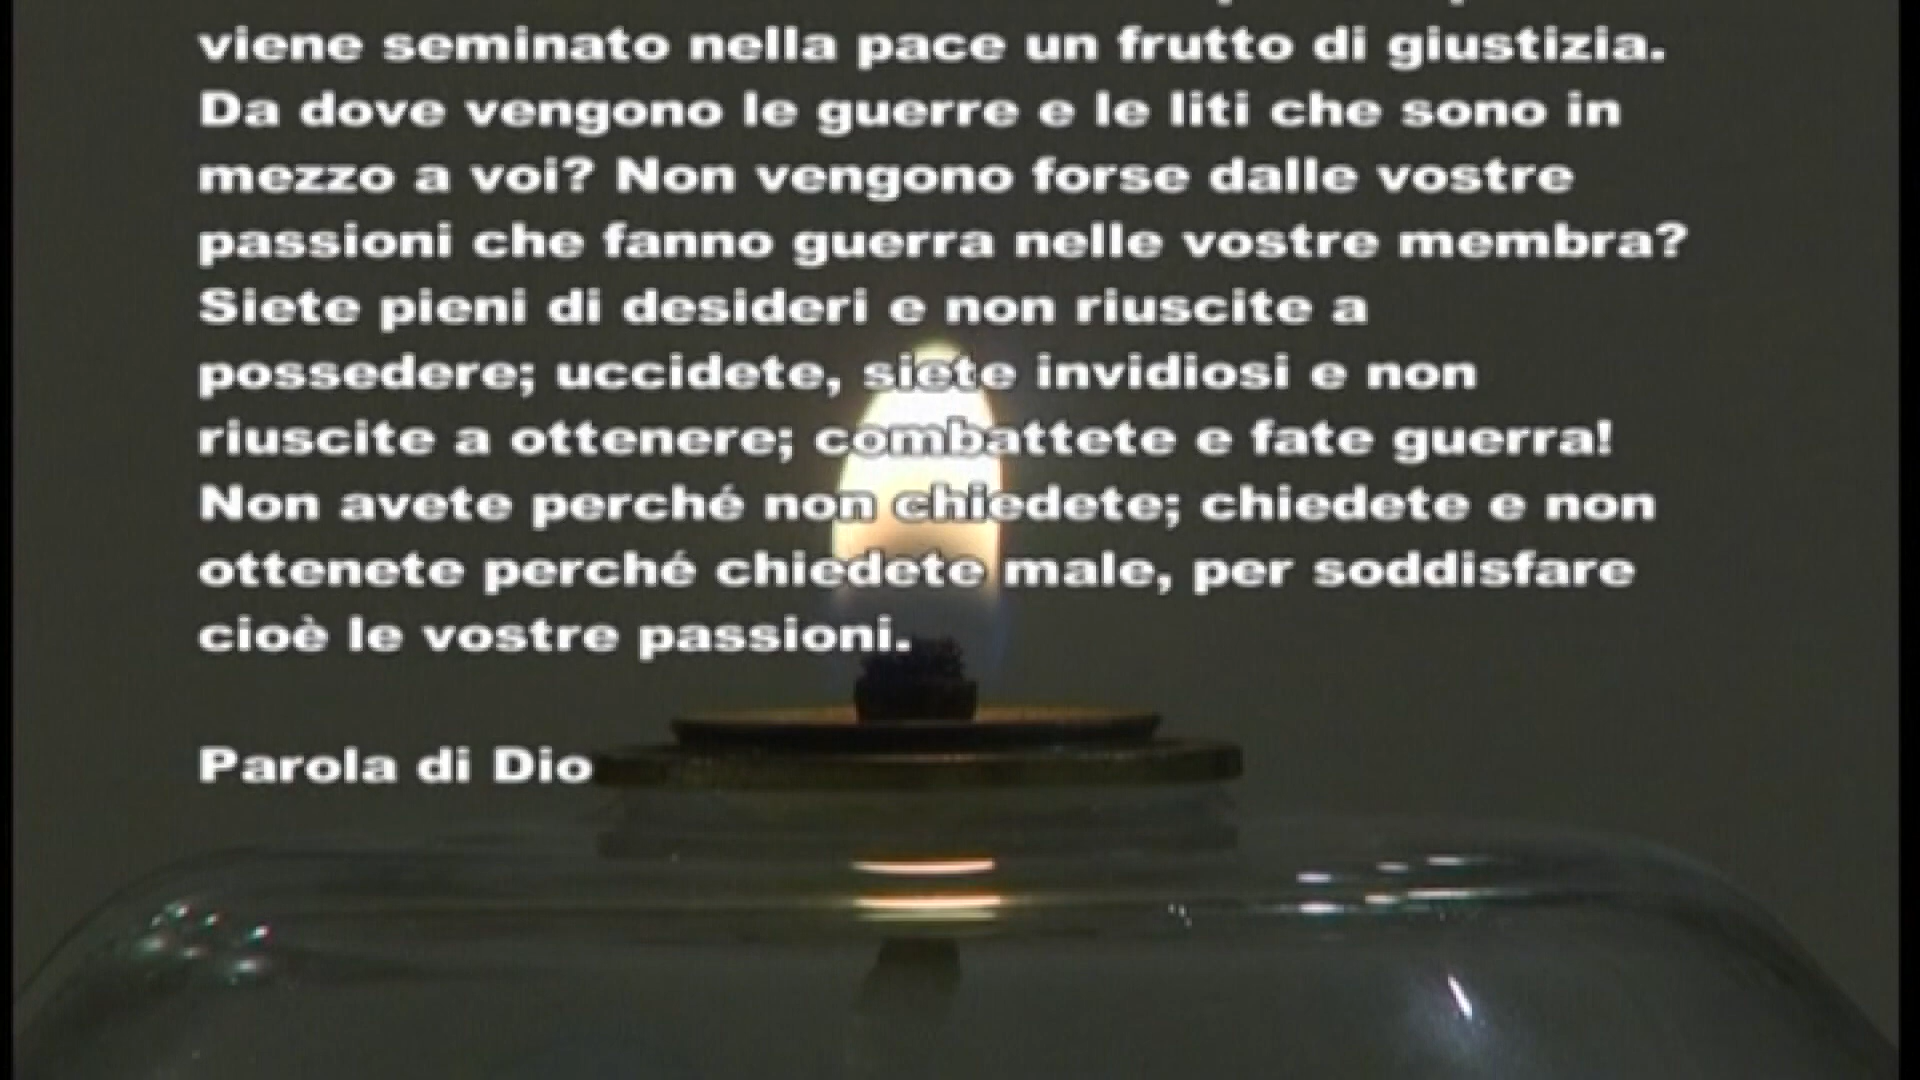 viene seminato nella pace un frutto di giustizia.
Da dove vengono le guerre e le liti che sono in
mezzo a voi? Non vengono forse dalle vostre
passioni che fanno guerra nelle vostre membra?
Siete pieni di desideri e non riuscite a
possedere; uccidete, siete invidiosi e non
riuscite a ottenere; combattete e fate guerra!
Non avete perché non chiedete; chiedete e non
ottenete perché chiedete male, per soddisfare
cioè le vostre passioni.
Parola di Dio